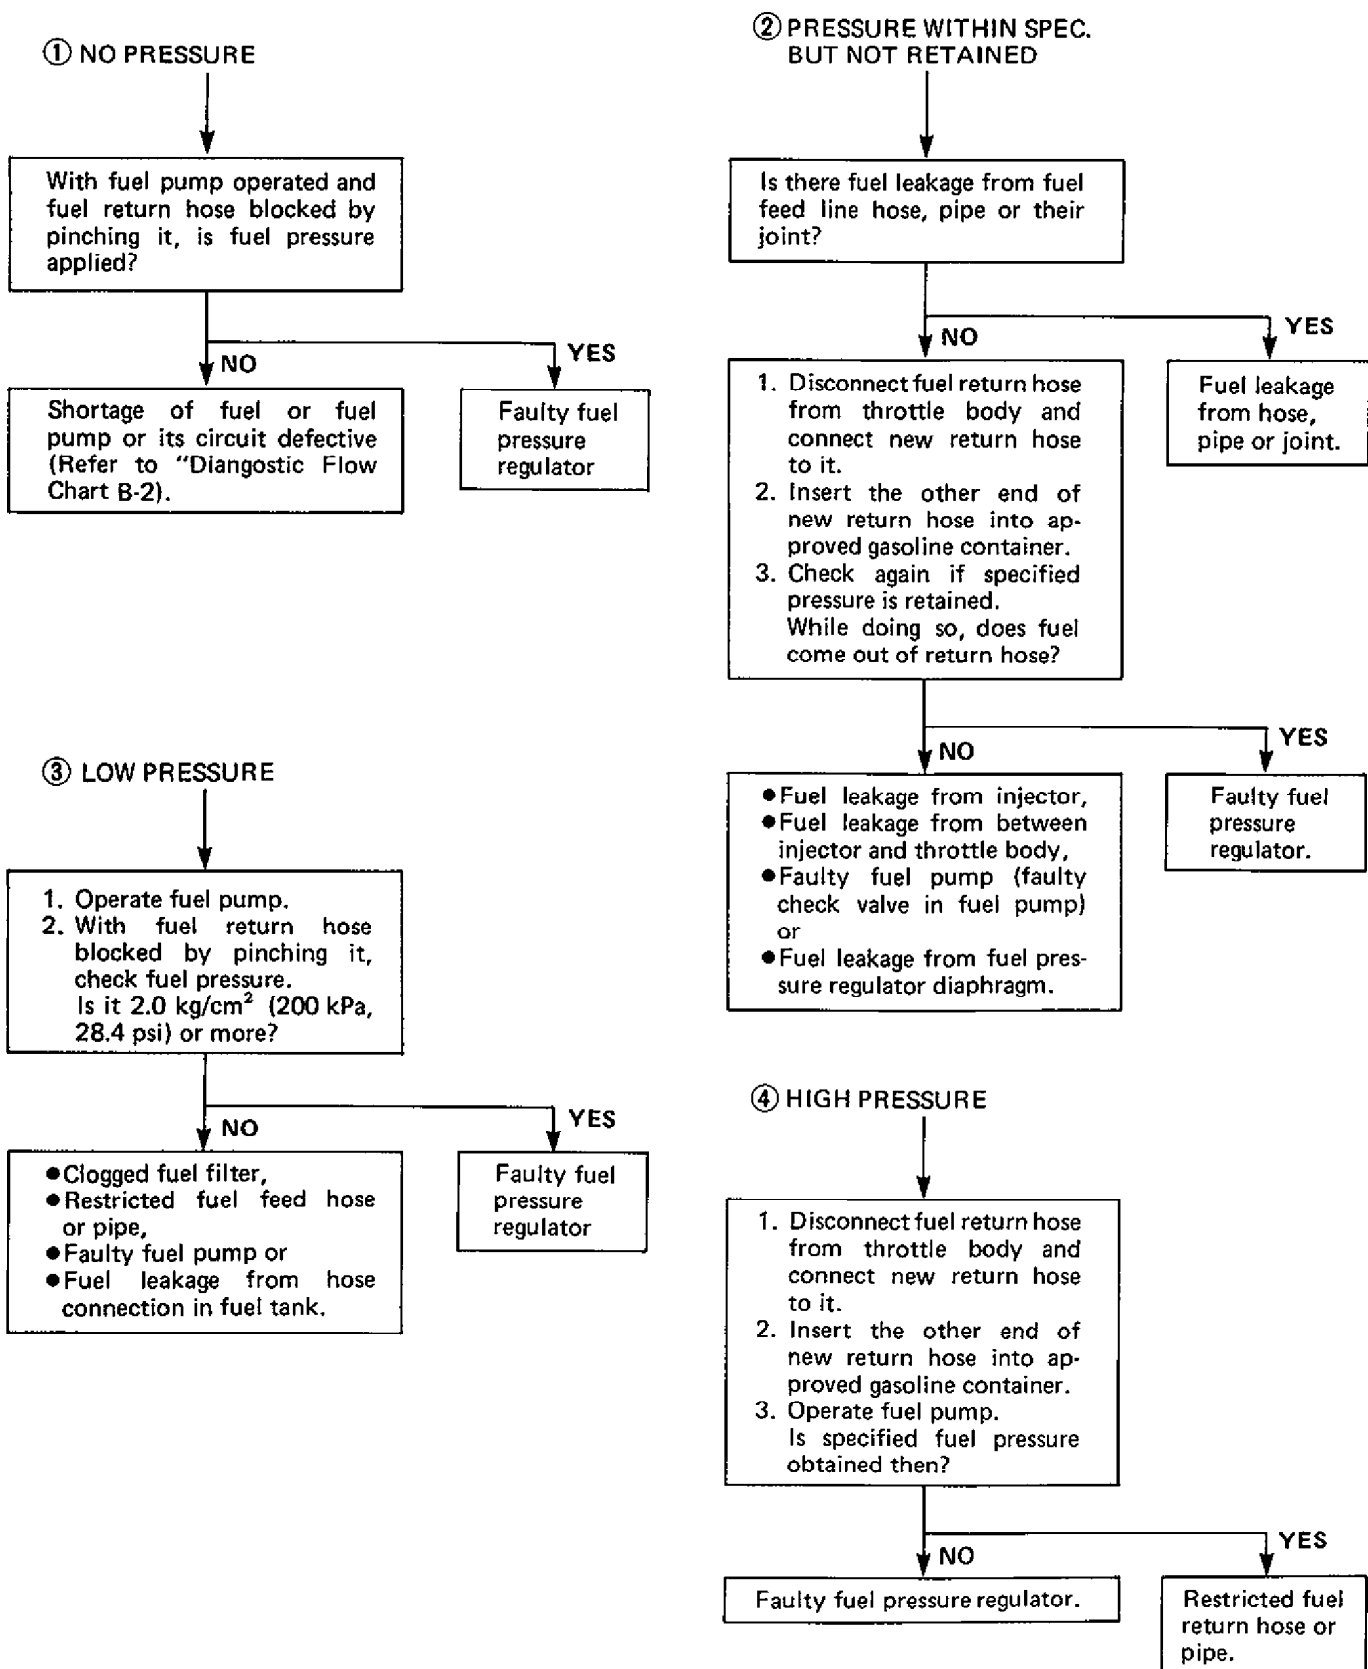 ① NO PRESSURE
With fuel pump operated and
fuel return hose blocked by
pinching it, is fuel pressure
applied?
NO
YES
Shortage of fuel or fuel
pump or its circuit defective
(Refer to "Diangostic Flow
Chart B-2).
Faulty fuel
pressure
regulator
② PRESSURE WITHIN SPEC.
BUT NOT RETAINED
Is there fuel leakage from fuel
feed line hose, pipe or their
joint?
NO
YES
1. Disconnect fuel return hose
from throttle body and
connect new return hose
to it.
2. Insert the other end of
new return hose into ap-
proved gasoline container.
3. Check again if specified
pressure is retained.
While doing so, does fuel
come out of return hose?
Fuel leakage
from hose,
pipe or joint.
NO
YES
●Fuel leakage from injector,
●Fuel leakage from between
injector and throttle body,
●Faulty fuel pump (faulty
check valve in fuel pump)
or
●Fuel leakage from fuel pres-
sure regulator diaphragm.
Faulty fuel
pressure
regulator.
③ LOW PRESSURE
1. Operate fuel pump.
2. With fuel return hose
blocked by pinching it,
check fuel pressure.
Is it 2.0 kg/cm² (200 kPa,
28.4 psi) or more?
NO
YES
●Clogged fuel filter,
●Restricted fuel feed hose
or pipe,
●Faulty fuel pump or
●Fuel leakage from hose
connection in fuel tank.
Faulty fuel
pressure
regulator
④ HIGH PRESSURE
1. Disconnect fuel return hose
from throttle body and
connect new return hose
to it.
2. Insert the other end of
new return hose into ap-
proved gasoline container.
3. Operate fuel pump.
Is specified fuel pressure
obtained then?
NO
YES
Faulty fuel pressure regulator.
Restricted fuel
return hose or
pipe.